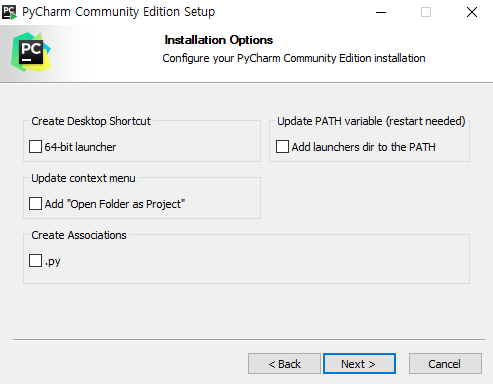 PyCharm Community Edition Setup
PC
Installation Options
Configure your PyCharm Community Edition installation
Create Desktop Shortcut
64-bit launcher
Update PATH variable (restart needed)
Add launchers dir to the PATH
Update context menu
Add "Open Folder as Project"
Create Associations
.py
< Back
Next >
Cancel